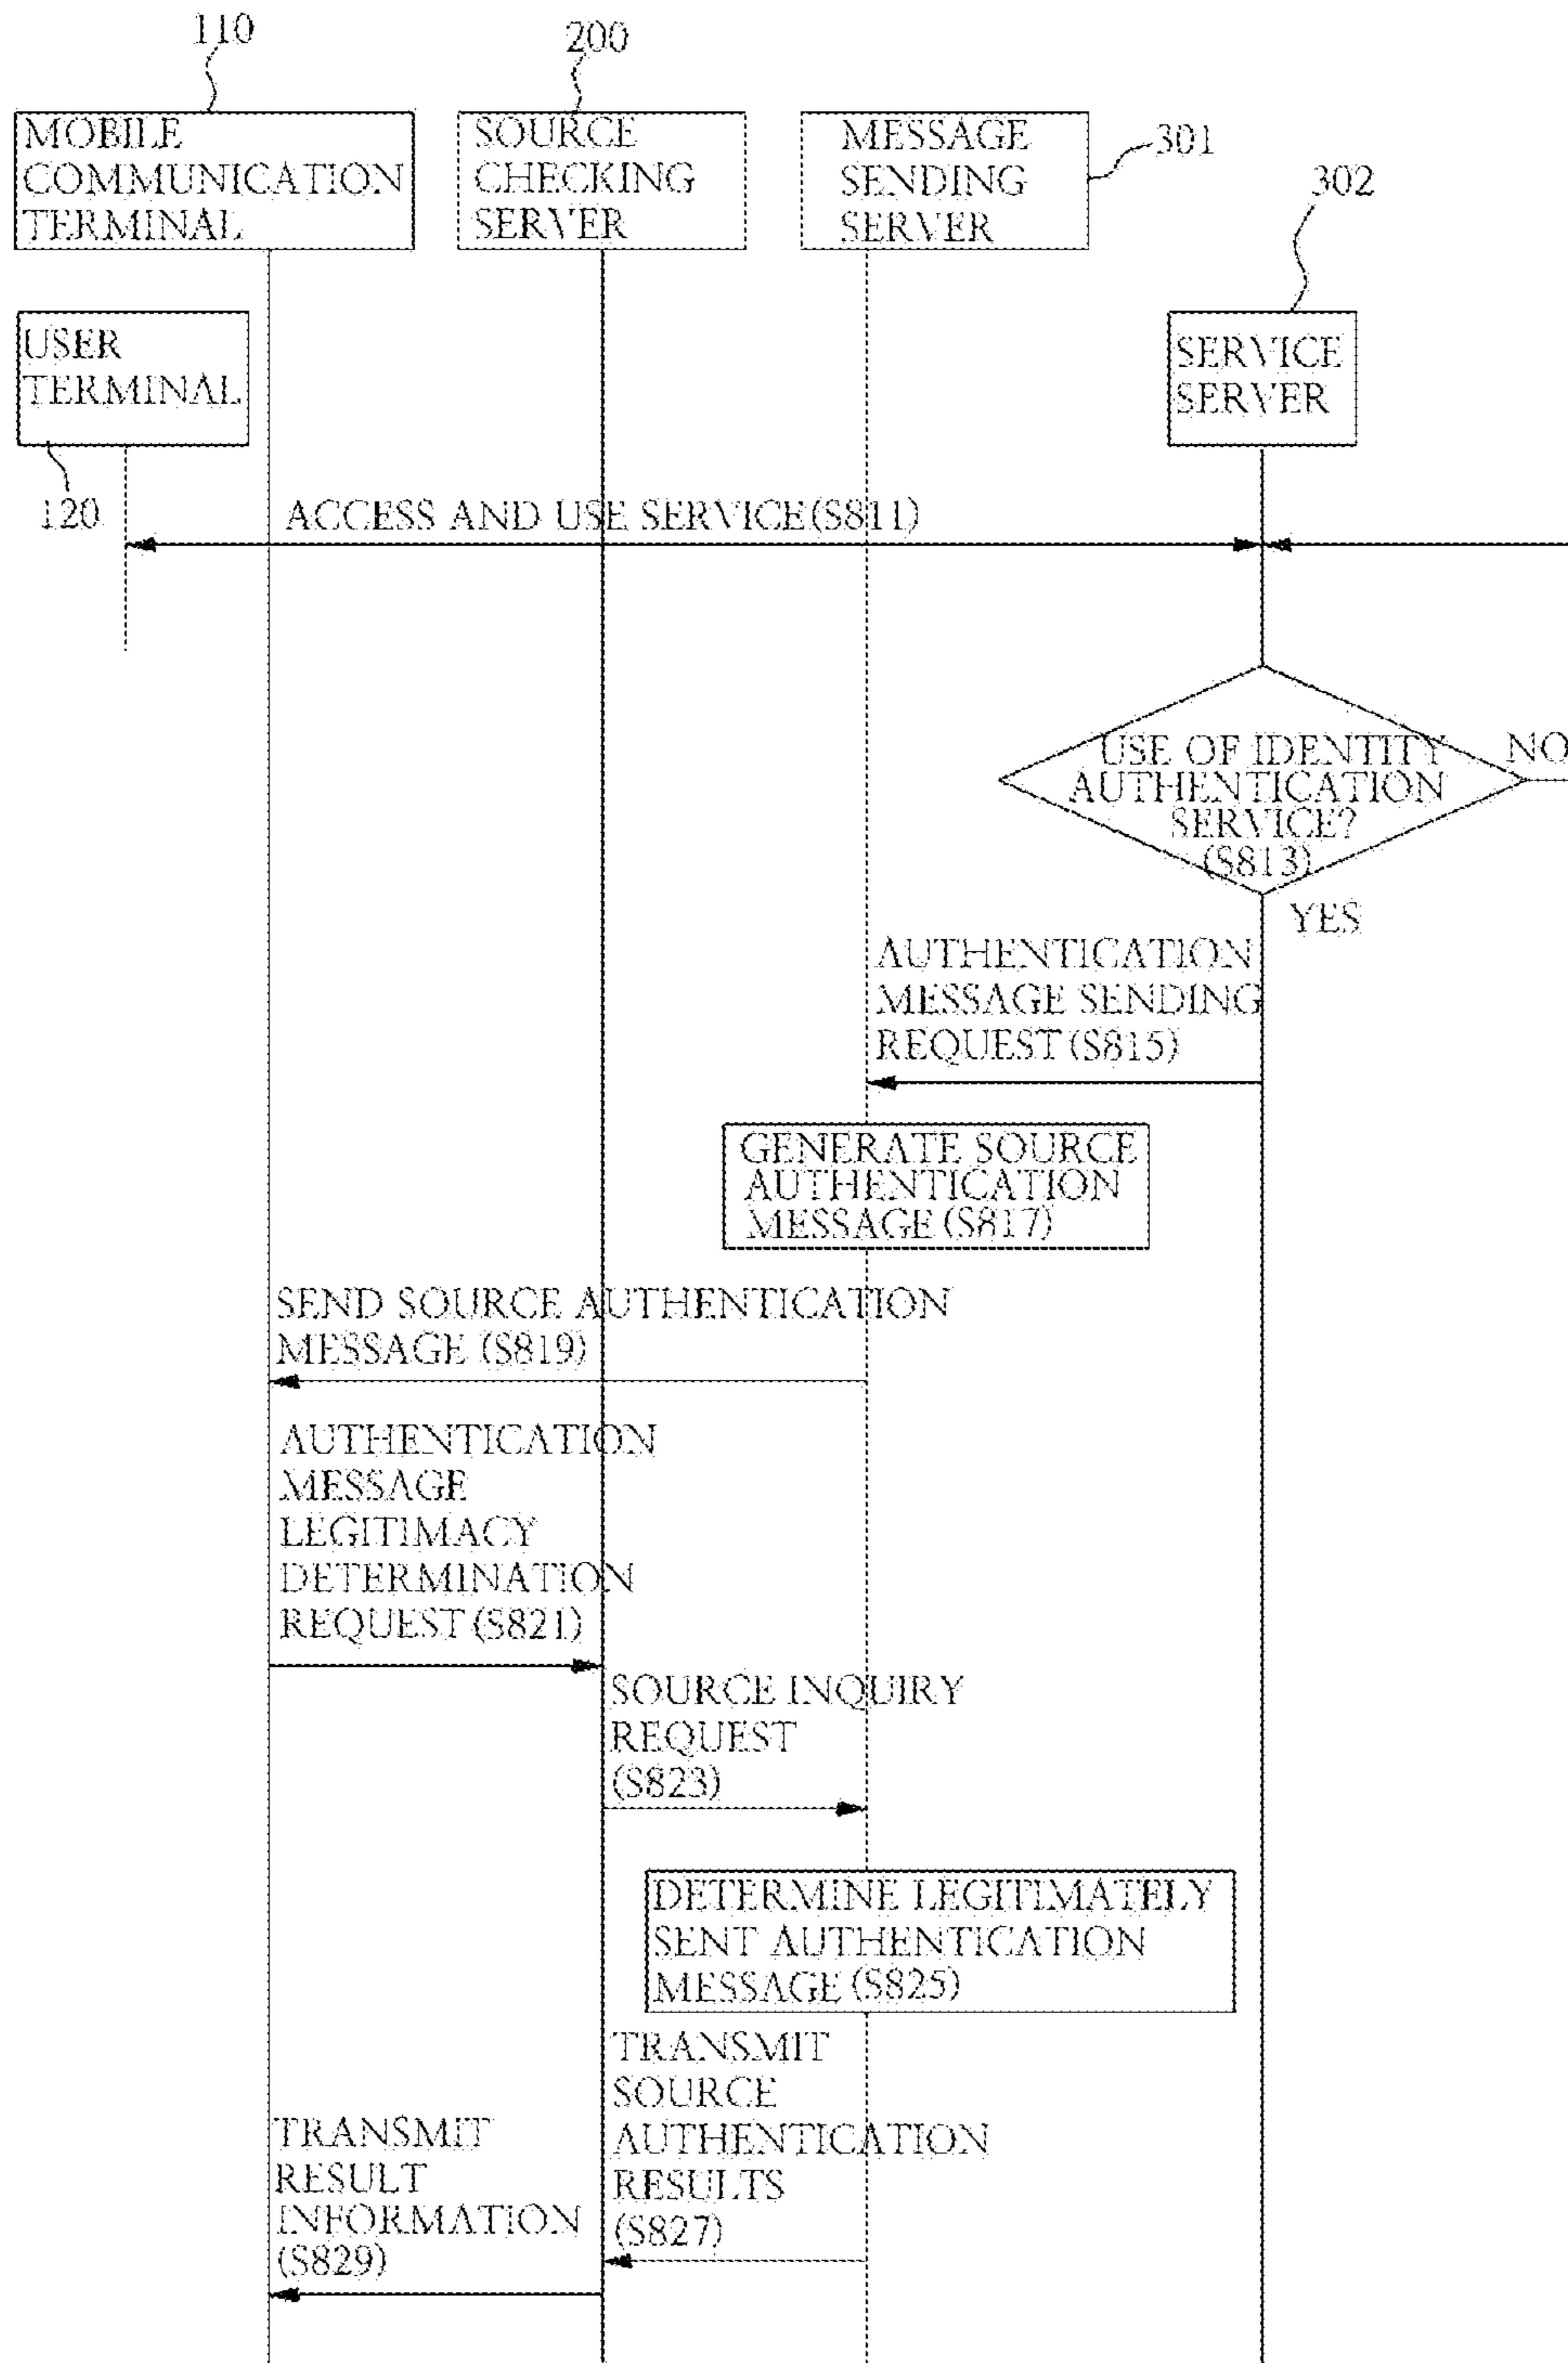 110
200
MOBILE
COMMUNICATION
TERMINAL
SOURCE
CHECKING
SERVER
MESSAGE
SENDING
SERVER
301
302
USER
TERMINAL
120
SERVICE
SERVER
ACCESS AND USE SERVICE(S811)
USE OF IDENTITY
AUTHENTICATION
SERVICE?
(S813)
NO
YES
AUTHENTICATION
MESSAGE SENDING
REQUEST (S815)
GENERATE SOURCE
AUTHENTICATION
MESSAGE (S817)
SEND SOURCE AUTHENTICATION
MESSAGE (S819)
AUTHENTICATION
MESSAGE
LEGITIMACY
DETERMINATION
REQUEST (S821)
SOURCE INQUIRY
REQUEST
(S823)
DETERMINE LEGITIMATELY
SENT AUTHENTICATION
MESSAGE (S825)
TRANSMIT
SOURCE
AUTHENTICATION
RESULTS
(S827)
TRANSMIT
RESULT
INFORMATION
(S829)